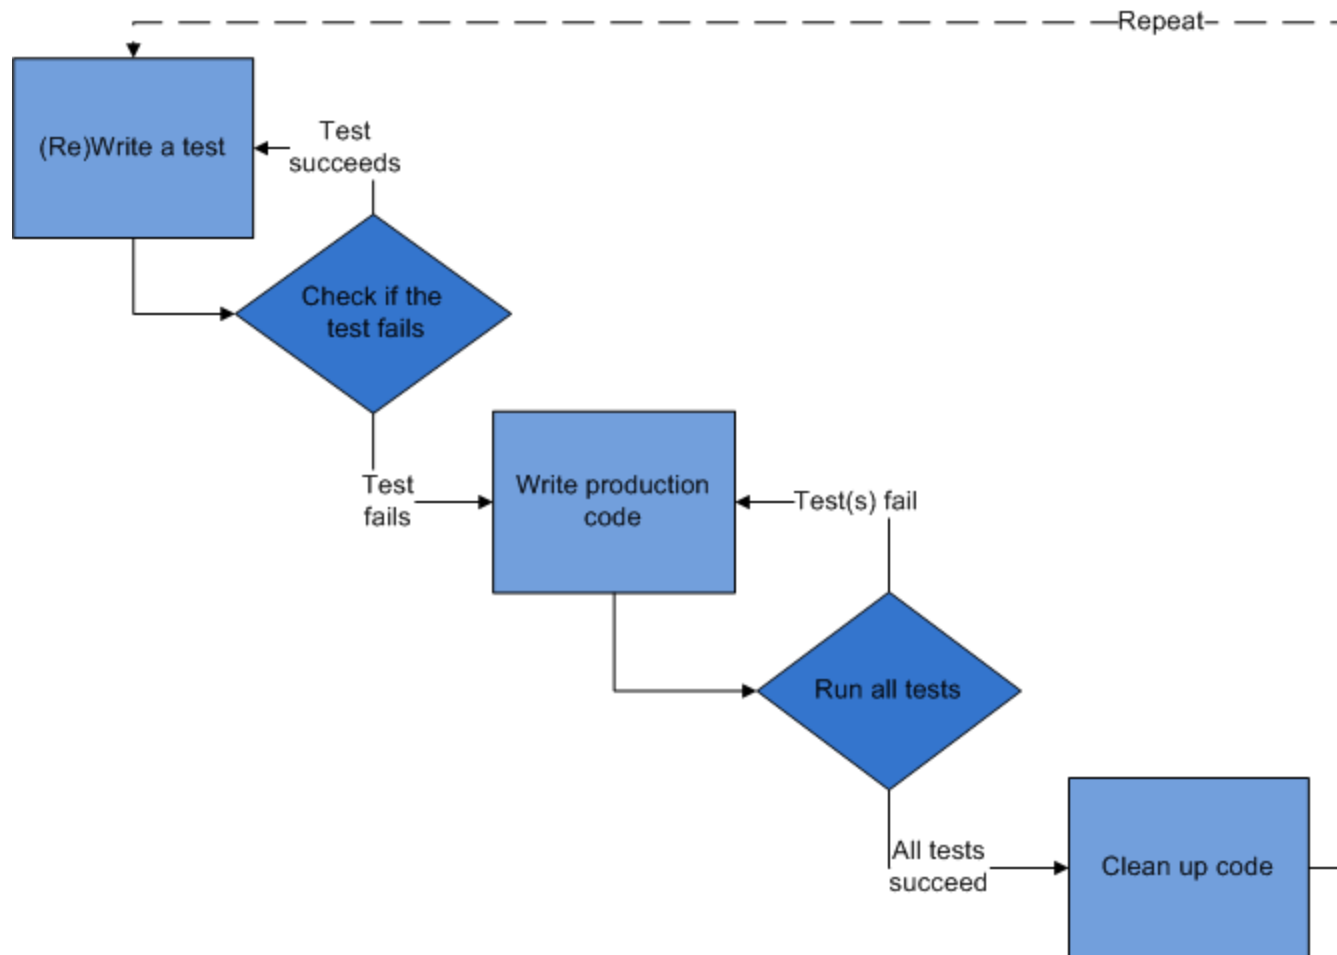 Repeat
(Re)Write a test
Test
succeeds
Check if the
test fails
Test
fails
Write production
code
Test(s) fail
Run all tests
All tests
succeed
Clean up code